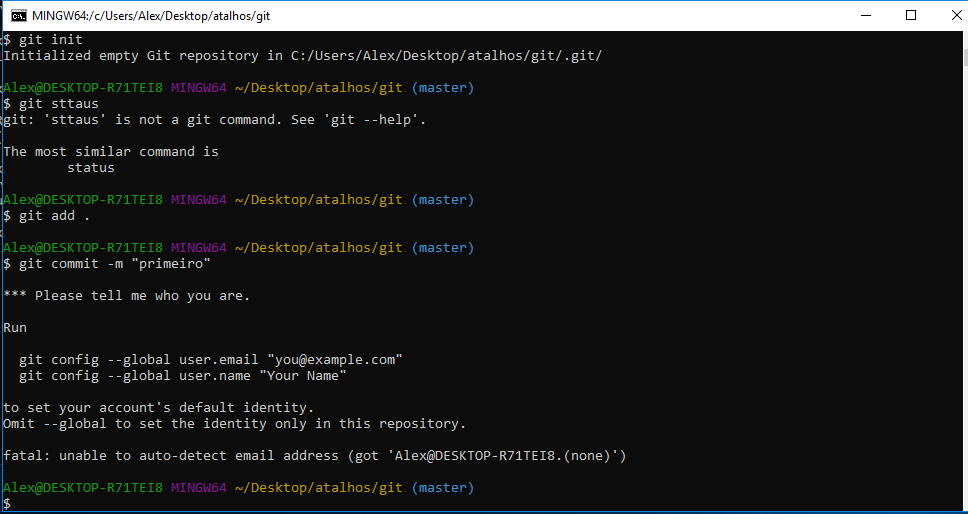 MINGW64:/c/Users/Alex/Desktop/atalhos/git
$ git init
Initialized empty Git repository in C:/Users/Alex/Desktop/atalhos/git/.git/
Alex@DESKTOP-R71TEI8 MINGW64 ~/Desktop/atalhos/git (master)
$ git sttaus
git: 'sttaus' is not a git command. See 'git --help'.
The most similar command is
status
Alex@DESKTOP-R71TEI8 MINGW64 ~/Desktop/atalhos/git (master)
$ git add .
Alex@DESKTOP-R71TEI8 MINGW64 ~/Desktop/atalhos/git (master)
$ git commit -m "primeiro"
*** Please tell me who you are.
Run
git config --global user.email "you@example.com"
git config --global user.name "Your Name"
to set your account's default identity.
Omit --global to set the identity only in this repository.
fatal: unable to auto-detect email address (got 'Alex@DESKTOP-R71TEI8.(none)')
Alex@DESKTOP-R71TEI8 MINGW64 ~/Desktop/atalhos/git (master)
$